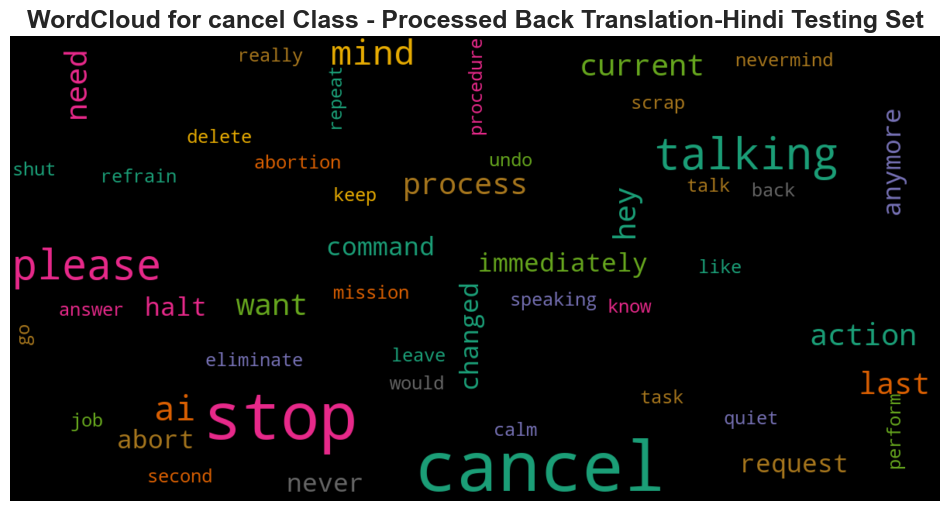 WordCloud for cancel Class - Processed Back Translation-Hindi Testing Set
need
really
mind
repeat
procedure
current
nevermind
scrap
delete
shut
refrain
abortion
keep
undo
process
talking
talk
back
anymore
hey
please
command
immediately
like
answer
halt
want
mission
changed
speaking
know
go
eliminate
leave
would
action
last
job
ai
abort
stop
second
never
calm
cancel
task
quiet
request
perform